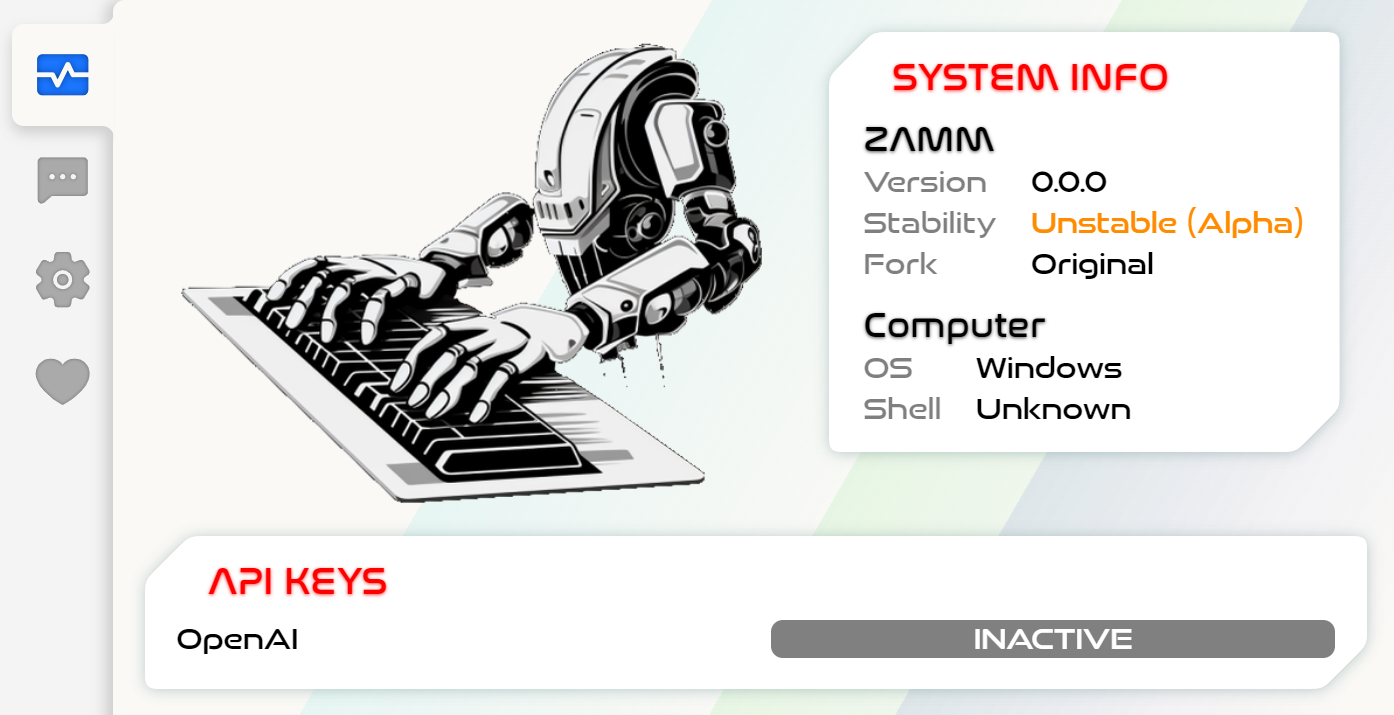 SYSTEM INFO
ZAMM
Version 0.0.0
Stability Unstable (Alpha)
Fork Original
Computer
OS Windows
Shell Unknown
API KEYS
OpenAI INACTIVE